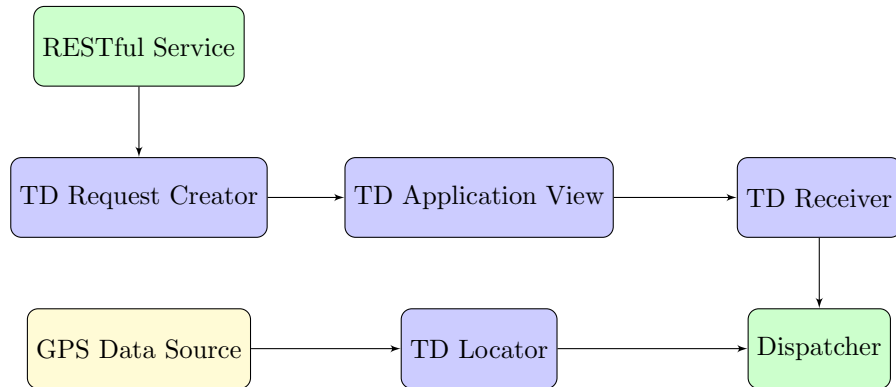 RESTful Service
TD Request Creator
TD Application View
TD Receiver
GPS Data Source
TD Locator
Dispatcher